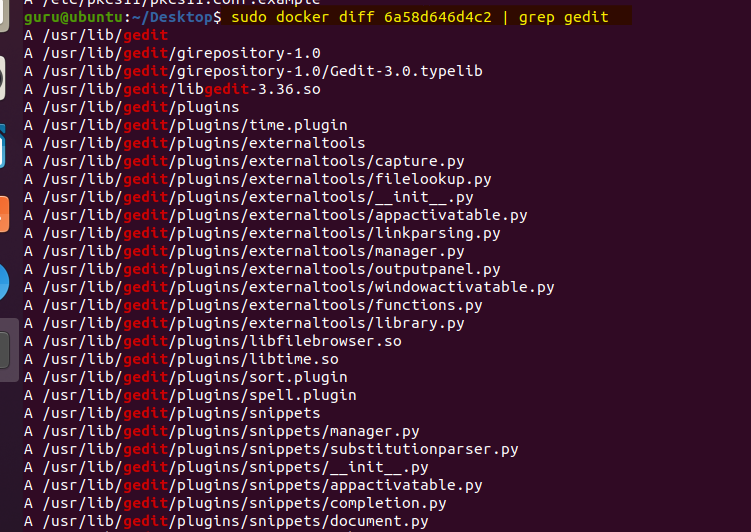 A /etc/pkcs11/pkcs11.conf.example
guru@ubuntu:~/Desktop$ sudo docker diff 6a58d646d4c2 | grep gedit
A /usr/lib/gedit
A /usr/lib/gedit/girepository-1.0
A /usr/lib/gedit/girepository-1.0/Gedit-3.0.typelib
A /usr/lib/gedit/libgedit-3.36.so
A /usr/lib/gedit/plugins
A /usr/lib/gedit/plugins/time.plugin
A /usr/lib/gedit/plugins/externaltools
A /usr/lib/gedit/plugins/externaltools/capture.py
A /usr/lib/gedit/plugins/externaltools/filelookup.py
A /usr/lib/gedit/plugins/externaltools/__init__.py
A /usr/lib/gedit/plugins/externaltools/appactivatable.py
A /usr/lib/gedit/plugins/externaltools/linkparsing.py
A /usr/lib/gedit/plugins/externaltools/manager.py
A /usr/lib/gedit/plugins/externaltools/outputpanel.py
A /usr/lib/gedit/plugins/externaltools/windowactivatable.py
A /usr/lib/gedit/plugins/externaltools/functions.py
A /usr/lib/gedit/plugins/externaltools/library.py
A /usr/lib/gedit/plugins/libfilebrowser.so
A /usr/lib/gedit/plugins/libtime.so
A /usr/lib/gedit/plugins/sort.plugin
A /usr/lib/gedit/plugins/spell.plugin
A /usr/lib/gedit/plugins/snippets
A /usr/lib/gedit/plugins/snippets/manager.py
A /usr/lib/gedit/plugins/snippets/substitutionparser.py
A /usr/lib/gedit/plugins/snippets/__init__.py
A /usr/lib/gedit/plugins/snippets/appactivatable.py
A /usr/lib/gedit/plugins/snippets/completion.py
A /usr/lib/gedit/plugins/snippets/document.py